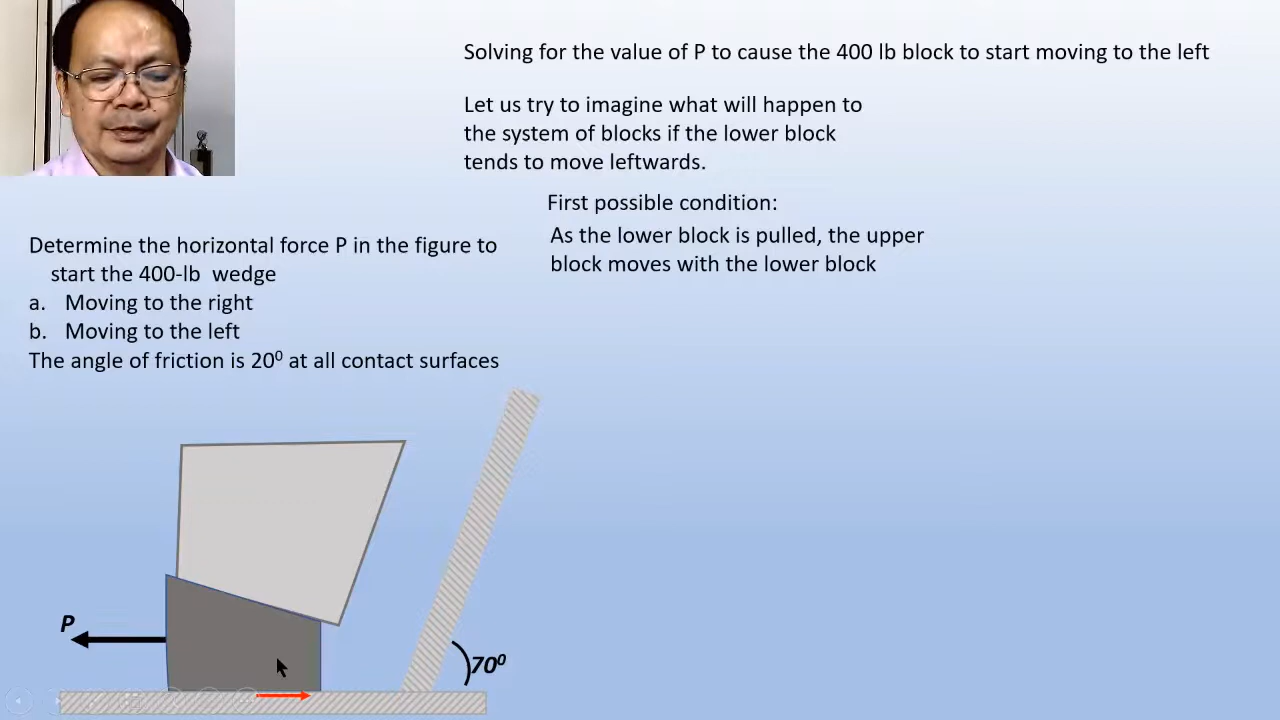 Solving for the value of P to cause the 400 lb block to start moving to the left
Let us try to imagine what will happen to
the system of blocks if the lower block
tends to move leftwards.
First possible condition:
As the lower block is pulled, the upper
block moves with the lower block
Determine the horizontal force P in the figure to
start the 400-lb wedge
a. Moving to the right
b. Moving to the left
The angle of friction is 20⁰ at all contact surfaces
P
70⁰